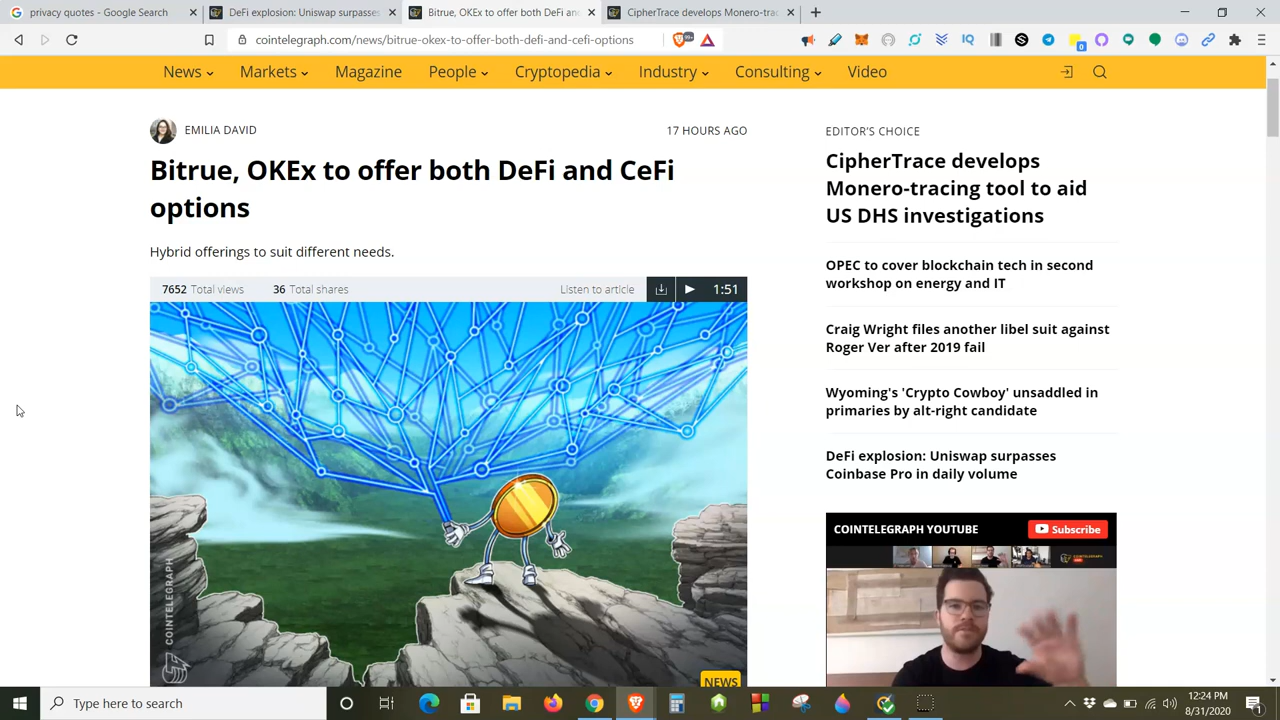 privacy quotes - Google Search
DeFi explosion: Uniswap surpasses
Bitrue, OKEx to offer both DeFi and
CipherTrace develops Monero-trac
cointelegraph.com/news/bitrue-okex-to-offer-both-defi-and-cefi-options
99+
IQ
0
News
Markets
Magazine
People
Cryptopedia
Industry
Consulting
Video
EMILIA DAVID
17 HOURS AGO
Bitrue, OKEx to offer both DeFi and CeFi
options
Hybrid offerings to suit different needs.
7652 Total views
36 Total shares
Listen to article
1:51
COINTELEGRAPH
NEWS
EDITOR'S CHOICE
CipherTrace develops
Monero-tracing tool to aid
US DHS investigations
OPEC to cover blockchain tech in second
workshop on energy and IT
Craig Wright files another libel suit against
Roger Ver after 2019 fail
Wyoming's 'Crypto Cowboy' unsaddled in
primaries by alt-right candidate
DeFi explosion: Uniswap surpasses
Coinbase Pro in daily volume
COINTELEGRAPH YOUTUBE
Subscribe
Type here to search
12:24 PM
8/31/2020
1